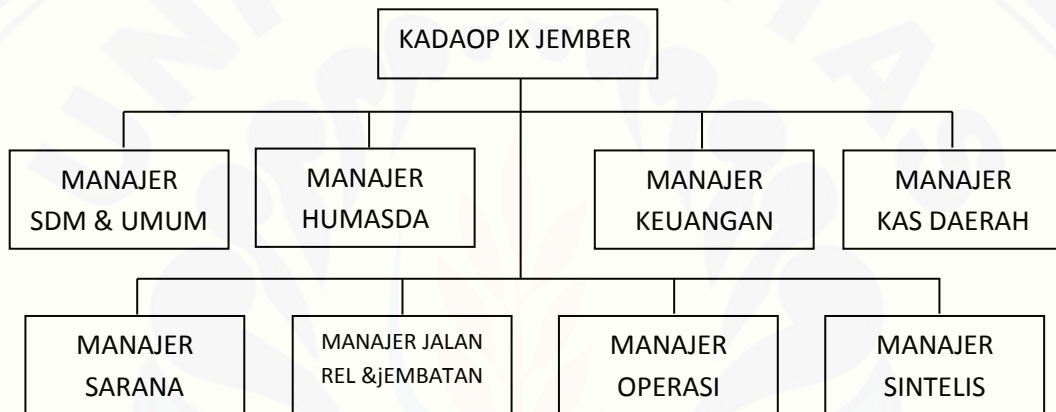 KADAOP IX JEMBER
MANAJER
SDM & UMUM
MANAJER
HUMASDA
MANAJER
KEUANGAN
MANAJER
KAS DAERAH
MANAJER
SARANA
MANAJER JALAN
REL &jEMBATAN
MANAJER
OPERASI
MANAJER
SINTELIS